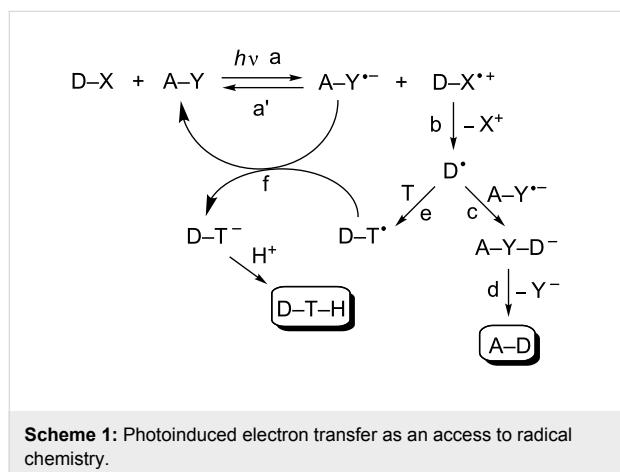 hν a
D–X + A–Y A–Y•− + D–X•+
a'
b – X+
D•
f T A–Y•−
e c
D–T− D–T• A–Y–D−
H+
d – Y−
D–T–H
A–D
Scheme 1: Photoinduced electron transfer as an access to radical
chemistry.